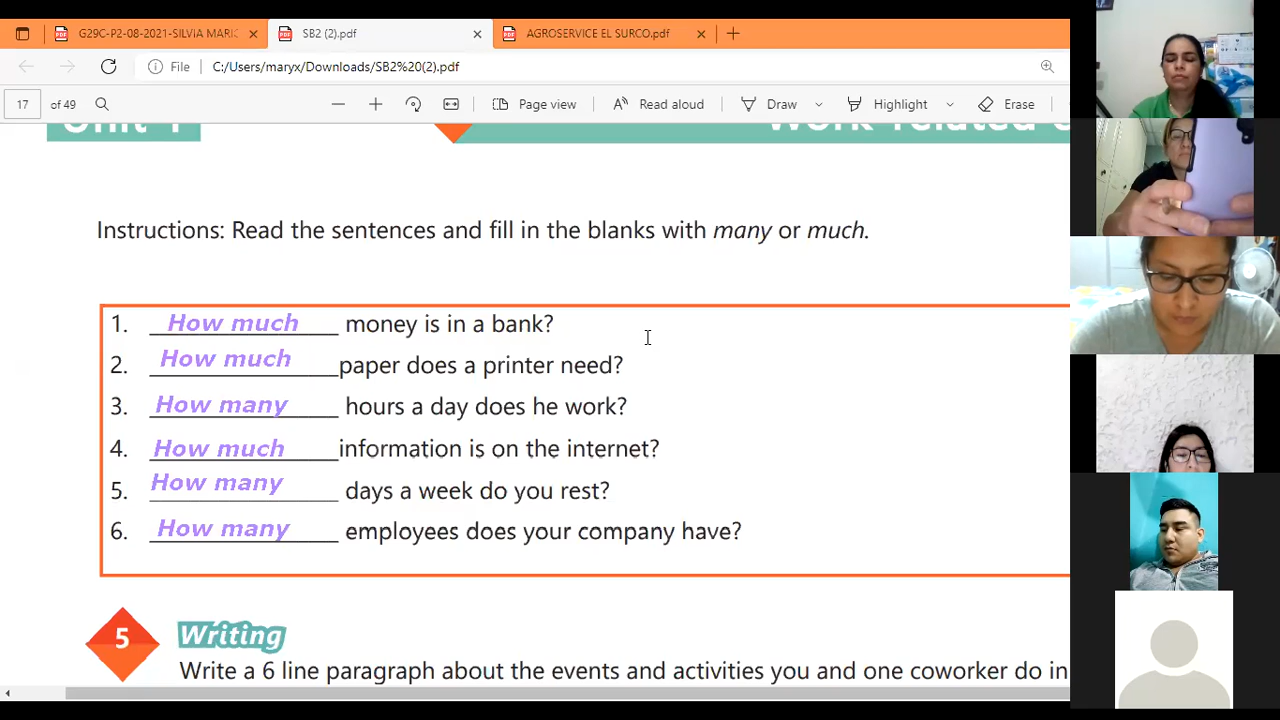 G29C-P2-08-2021-SILVIA MARIC
SB2 (2).pdf
AGROSERVICE EL SURCO.pdf
File C:/Users/maryx/Downloads/SB2%20(2).pdf
17 of 49 Page view Read aloud Draw Highlight Erase
Unit 1 Work-related
Instructions: Read the sentences and fill in the blanks with many or much.
1. How much money is in a bank?
2. How much paper does a printer need?
3. How many hours a day does he work?
4. How much information is on the internet?
5. How many days a week do you rest?
6. How many employees does your company have?
5 Writing
Write a 6 line paragraph about the events and activities you and one coworker do in